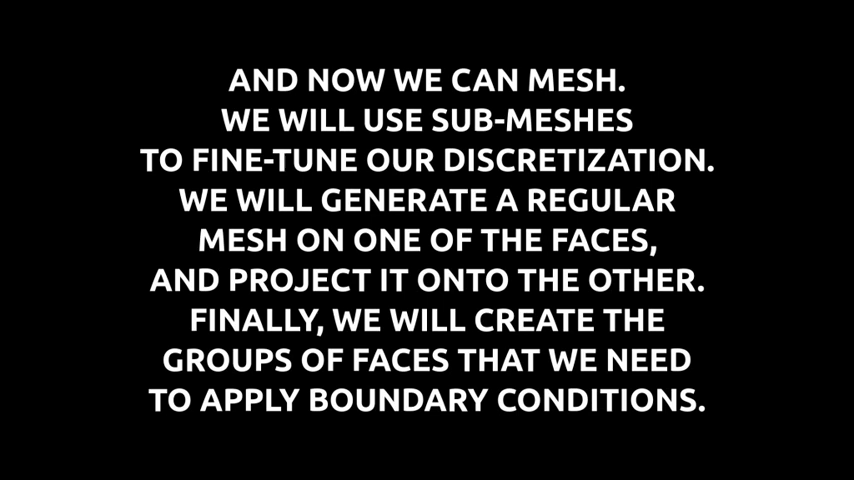 AND NOW WE CAN MESH.
WE WILL USE SUB-MESHES
TO FINE-TUNE OUR DISCRETIZATION.
WE WILL GENERATE A REGULAR
MESH ON ONE OF THE FACES,
AND PROJECT IT ONTO THE OTHER.
FINALLY, WE WILL CREATE THE
GROUPS OF FACES THAT WE NEED
TO APPLY BOUNDARY CONDITIONS.